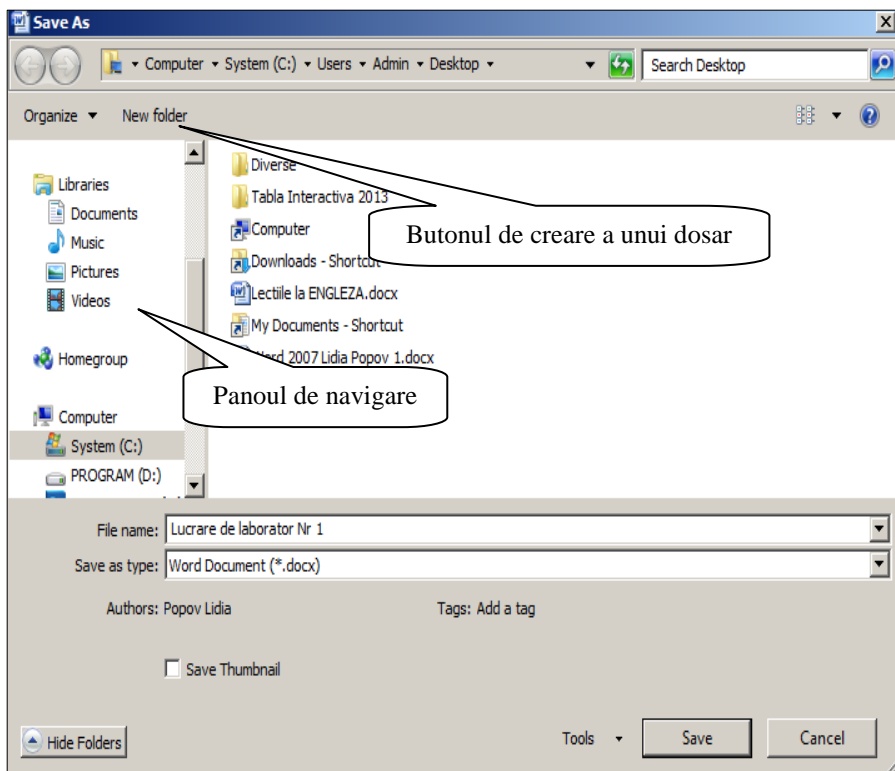 Save As
Computer System (C:) Users Admin Desktop
Search Desktop
Organize New folder
Libraries
Documents
Music
Pictures
Videos
Homegroup
Computer
System (C:)
PROGRAM (D:)
Diverse
Tabla Interactiva 2013
Computer
Downloads - Shortcut
Lectiile la ENGLEZA.docx
My Documents - Shortcut
Word 2007 Lidia Popov 1.docx
Butonul de creare a unui dosar
Panoul de navigare
File name: Lucrare de laborator Nr 1
Save as type: Word Document (*.docx)
Authors: Popov Lidia Tags: Add a tag
Save Thumbnail
Hide Folders Tools Save Cancel